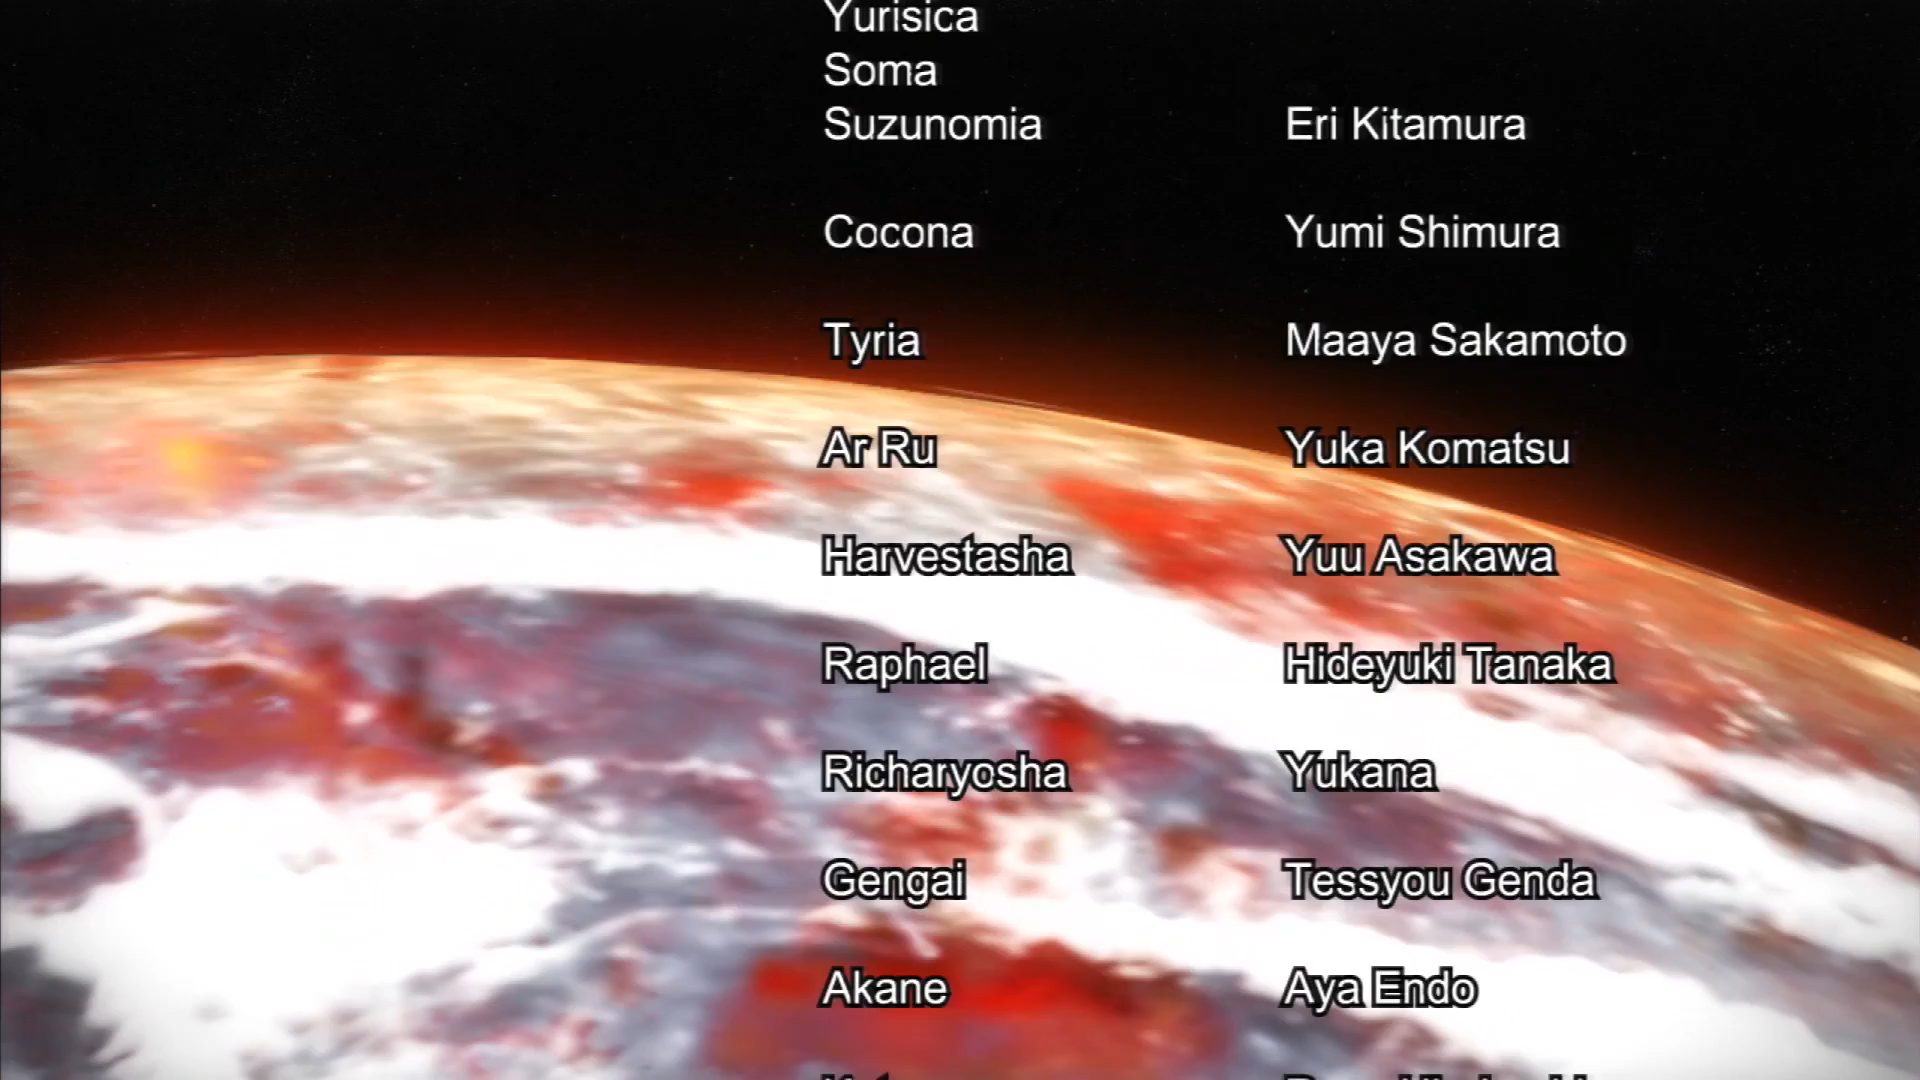 Yurisica
Soma
Suzunomia Eri Kitamura
Cocona Yumi Shimura
Tyria Maaya Sakamoto
Ar Ru Yuka Komatsu
Harvestasha Yuu Asakawa
Raphael Hideyuki Tanaka
Richaryosha Yukana
Gengai Tessyou Genda
Akane Aya Endo